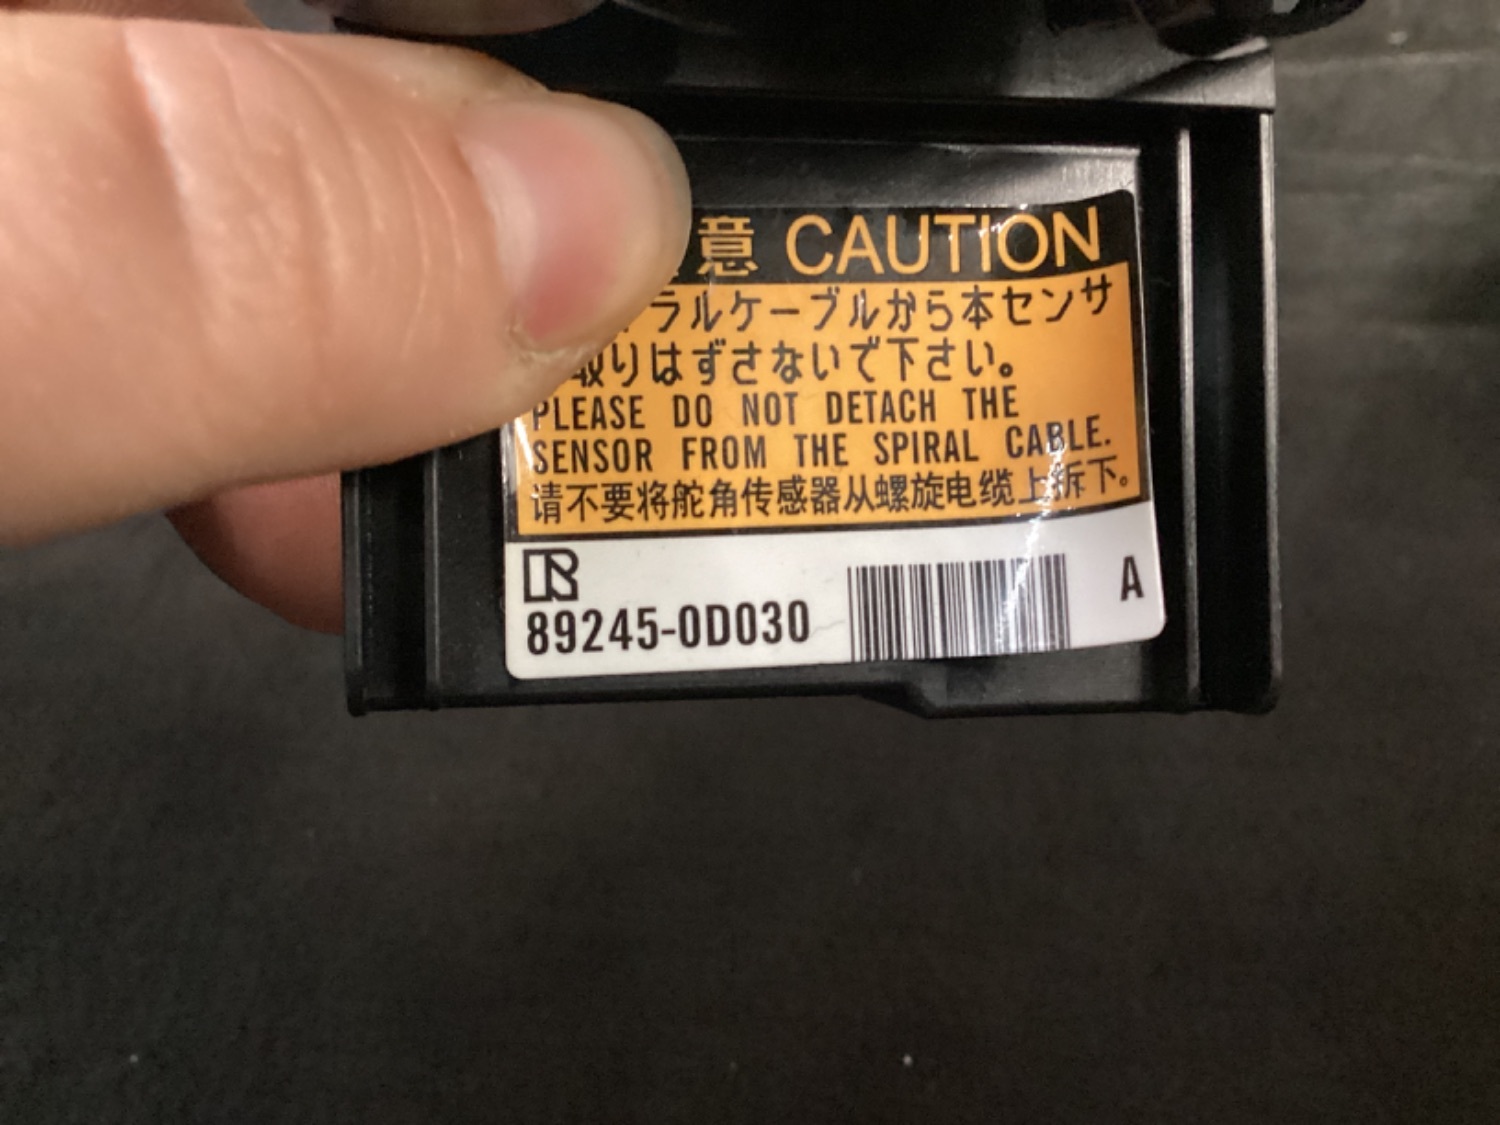 意 CAUTION
ラルケーブルから本センサ
取りはずさないで下さい。
PLEASE DO NOT DETACH THE
SENSOR FROM THE SPIRAL CABLE.
请不要将舵角传感器从螺旋电缆上拆下。
R
89245-0D030
A